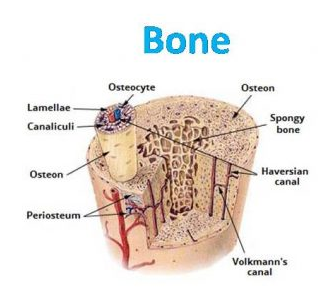 Bone
Osteocyte
Osteon
Lamellae
Canaliculi
Spongy
bone
Osteon
Haversian
canal
Periosteum
Volkmann's
canal